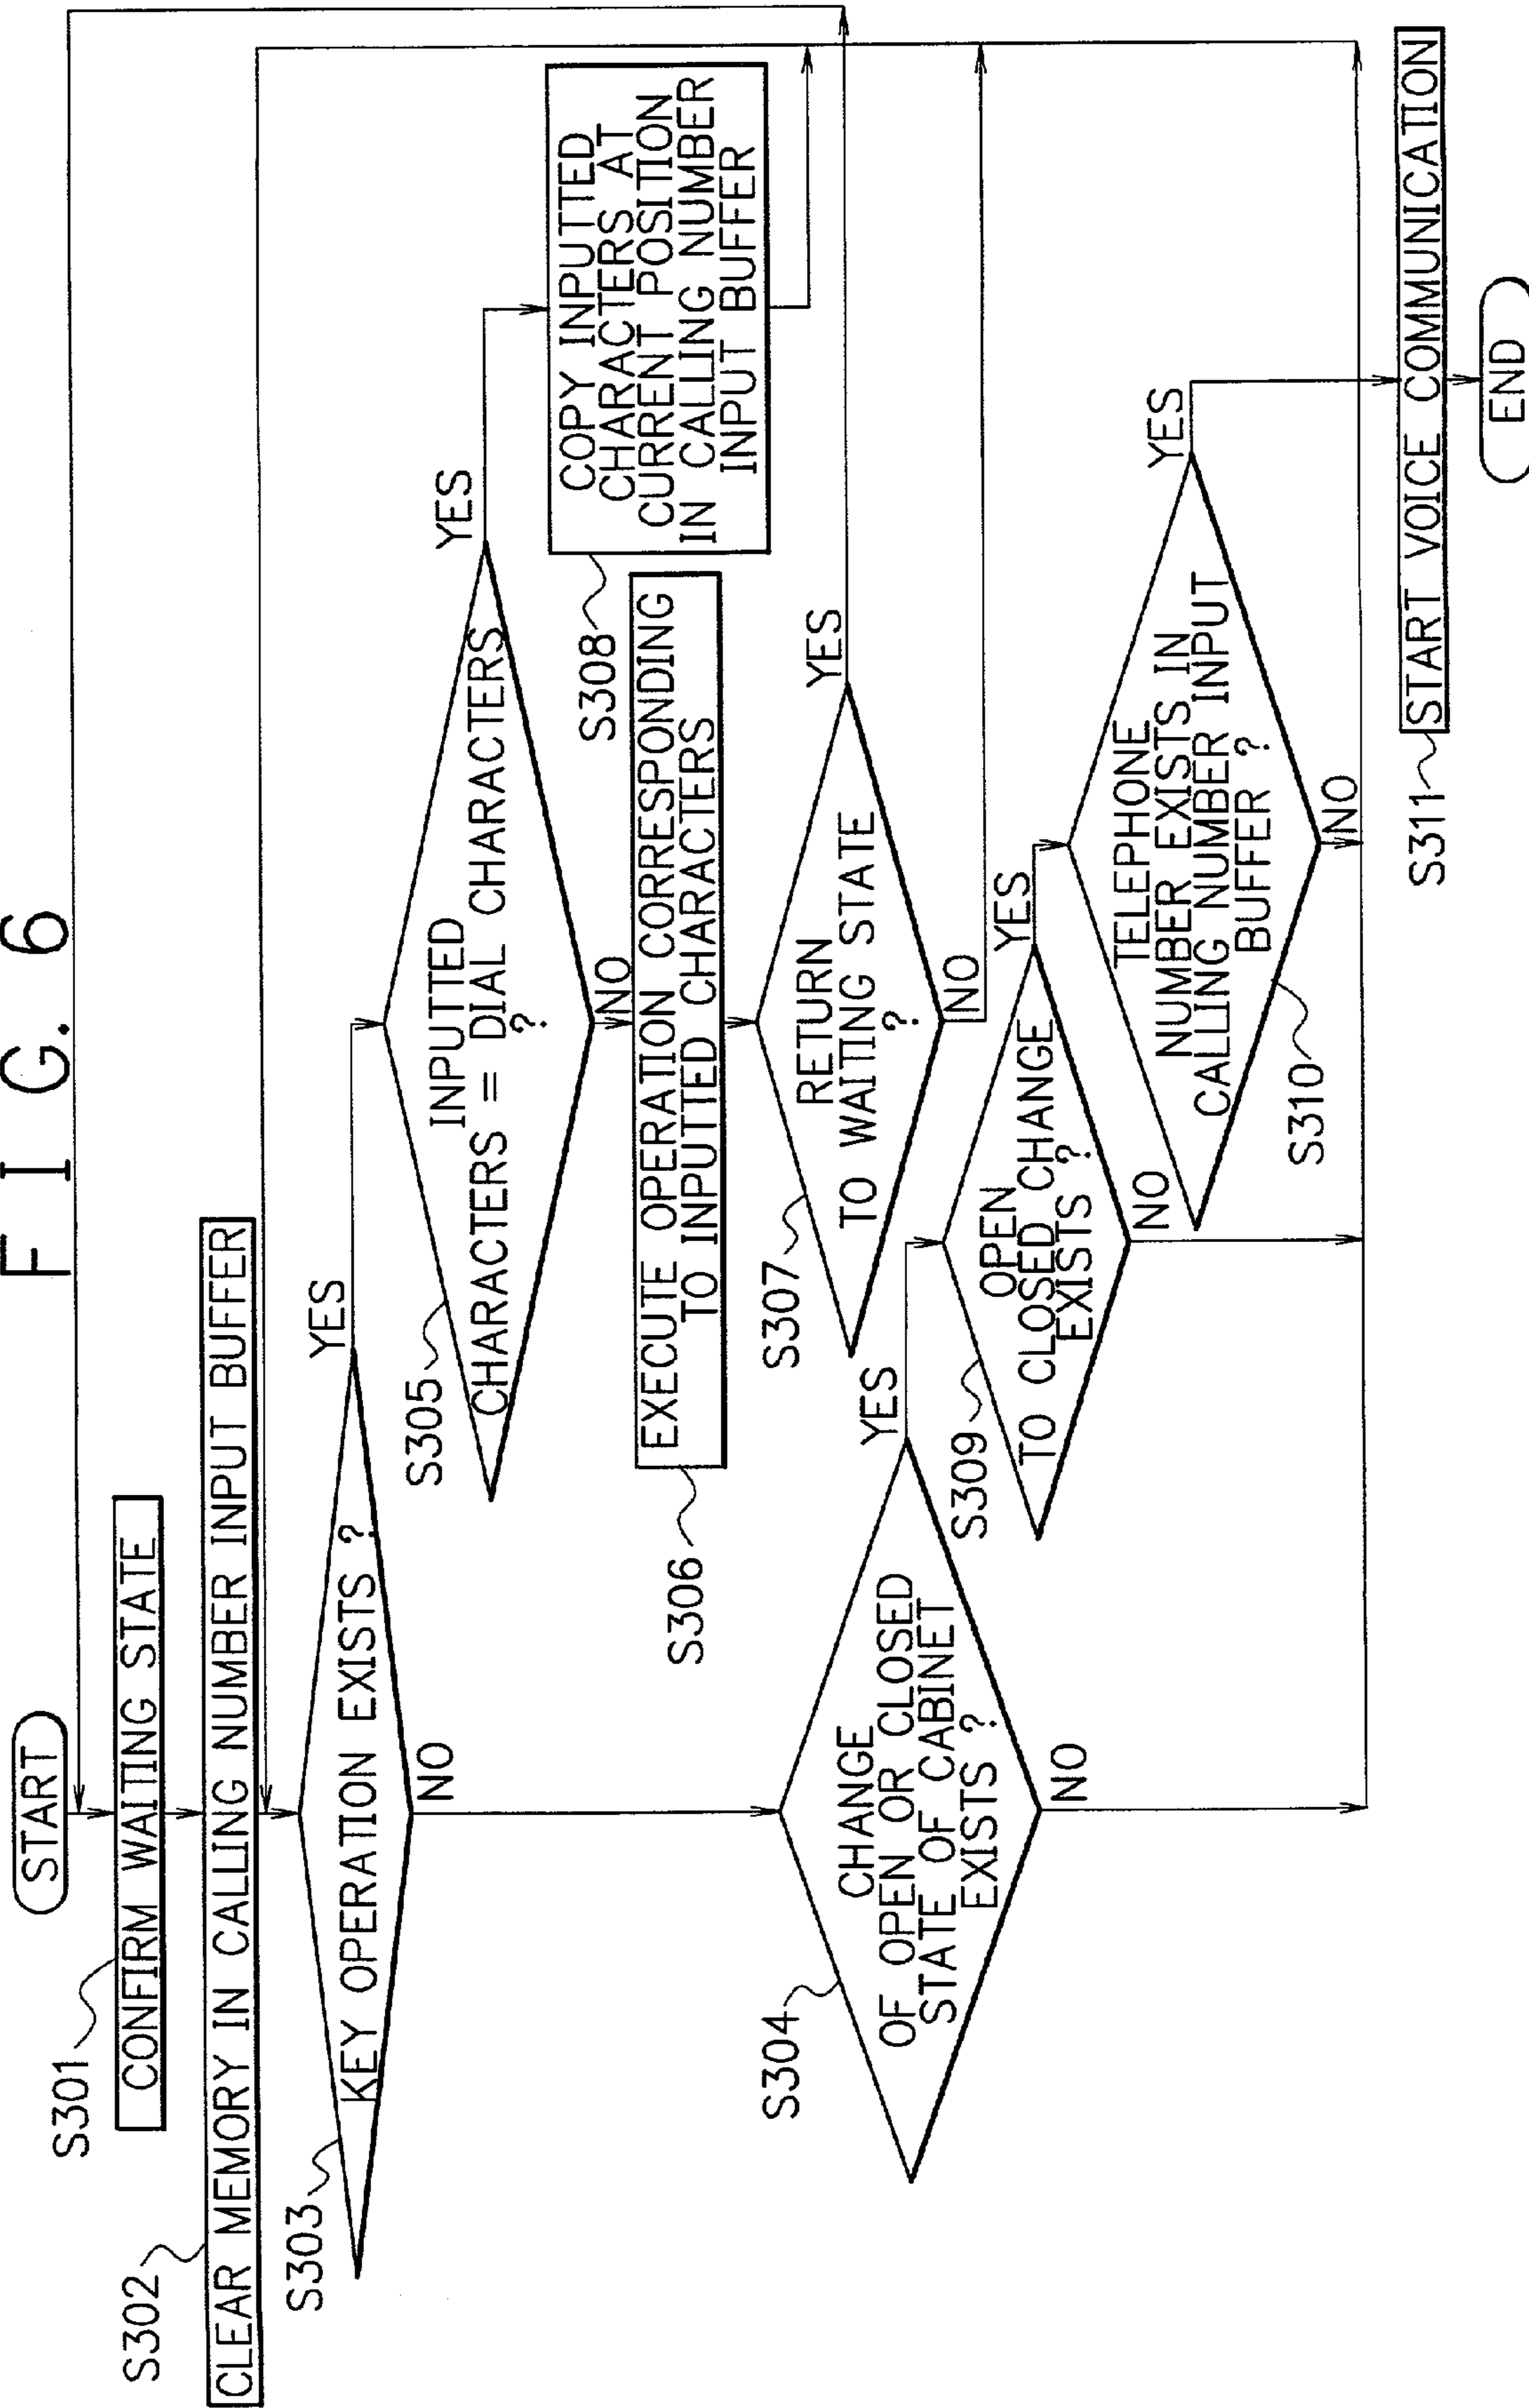 F I G. 6
START
S301
CONFIRM WAITING STATE
S302
CLEAR MEMORY IN CALLING NUMBER INPUT BUFFER
S303
KEY OPERATION EXISTS ?
YES
NO
S305
INPUTTED
CHARACTERS = DIAL CHARACTERS
?
YES
NO
S308
COPY INPUTTED
CHARACTERS AT
CURRENT POSITION
IN CALLING NUMBER
INPUT BUFFER
S306
EXECUTE OPERATION CORRESPONDING
TO INPUTTED CHARACTERS
S307
RETURN
TO WAITING STATE
?
YES
NO
S304
CHANGE
OF OPEN OR CLOSED
STATE OF CABINET
EXISTS ?
YES
NO
S309
OPEN
TO CLOSED CHANGE
EXISTS ?
YES
NO
S310
TELEPHONE
NUMBER EXISTS IN
CALLING NUMBER INPUT
BUFFER ?
YES
NO
S311
START VOICE COMMUNICATION
END